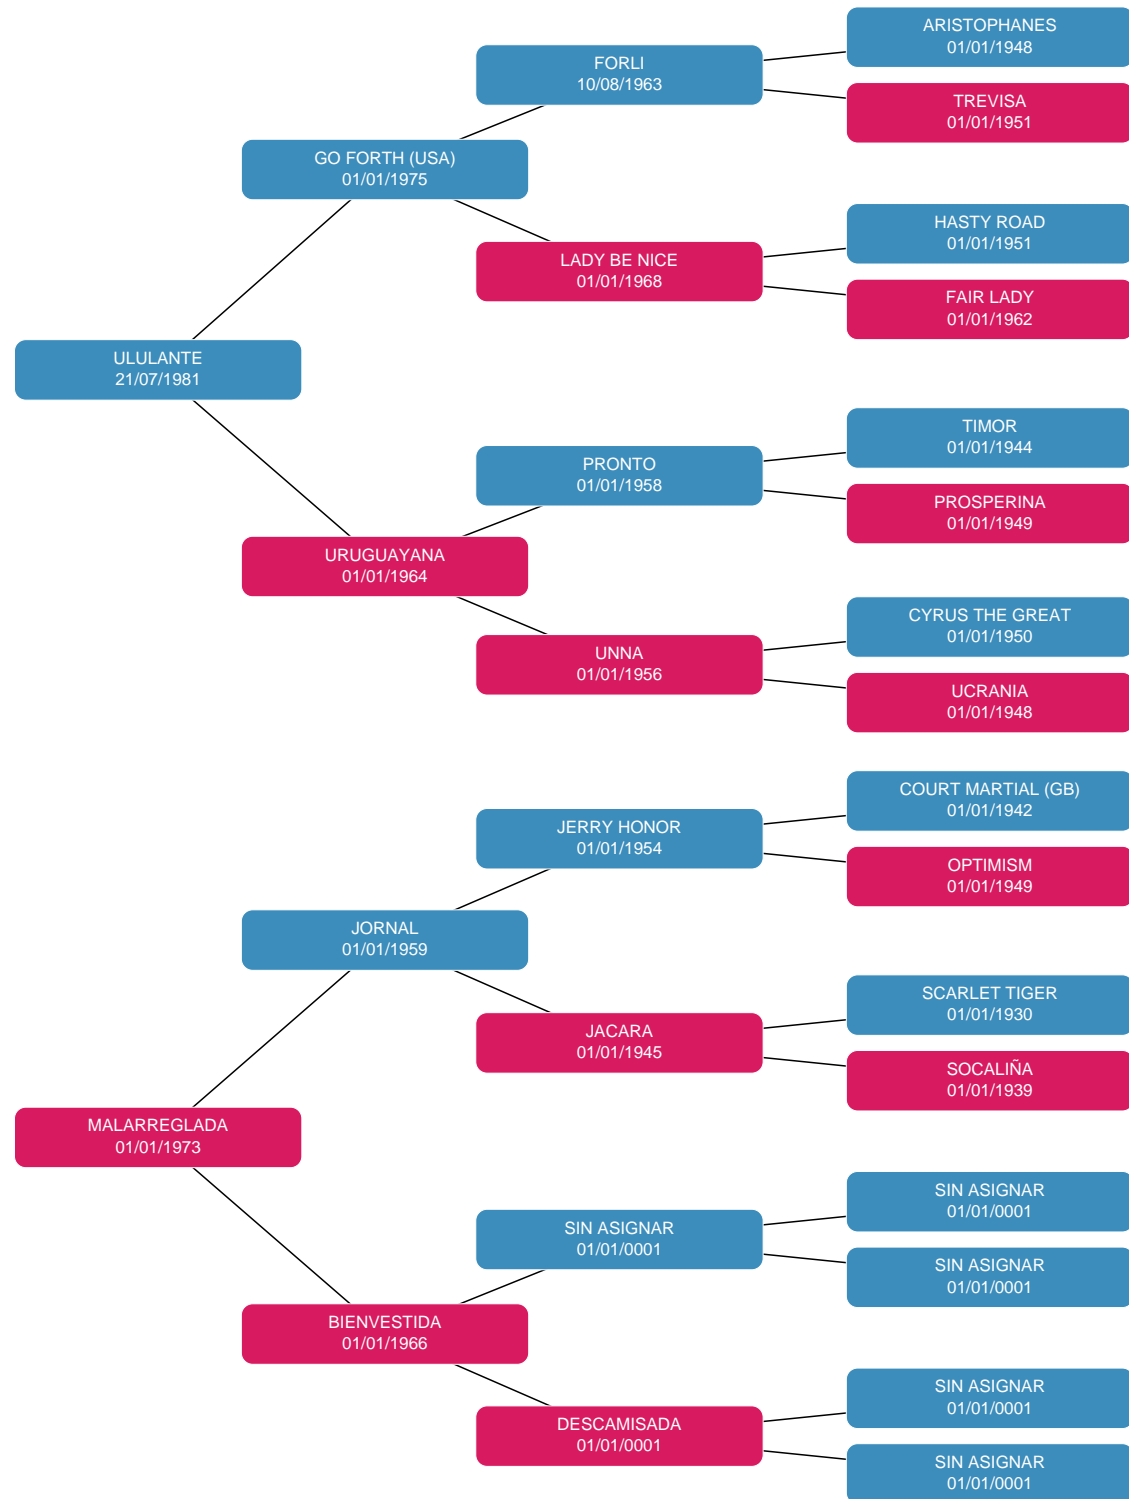 ARISTOPHANES
01/01/1948
FORLI
10/08/1963
TREVISA
01/01/1951
GO FORTH (USA)
01/01/1975
HASTY ROAD
01/01/1951
LADY BE NICE
01/01/1968
FAIR LADY
01/01/1962
ULULANTE
21/07/1981
TIMOR
01/01/1944
PRONTO
01/01/1958
PROSPERINA
01/01/1949
URUGUAYANA
01/01/1964
CYRUS THE GREAT
01/01/1950
UNNA
01/01/1956
UCRANIA
01/01/1948
COURT MARTIAL (GB)
01/01/1942
JERRY HONOR
01/01/1954
OPTIMISM
01/01/1949
JORNAL
01/01/1959
SCARLET TIGER
01/01/1930
JACARA
01/01/1945
SOCALIÑA
01/01/1939
MALARREGLADA
01/01/1973
SIN ASIGNAR
01/01/0001
SIN ASIGNAR
01/01/0001
SIN ASIGNAR
01/01/0001
BIENVESTIDA
01/01/1966
SIN ASIGNAR
01/01/0001
DESCAMISADA
01/01/0001
SIN ASIGNAR
01/01/0001